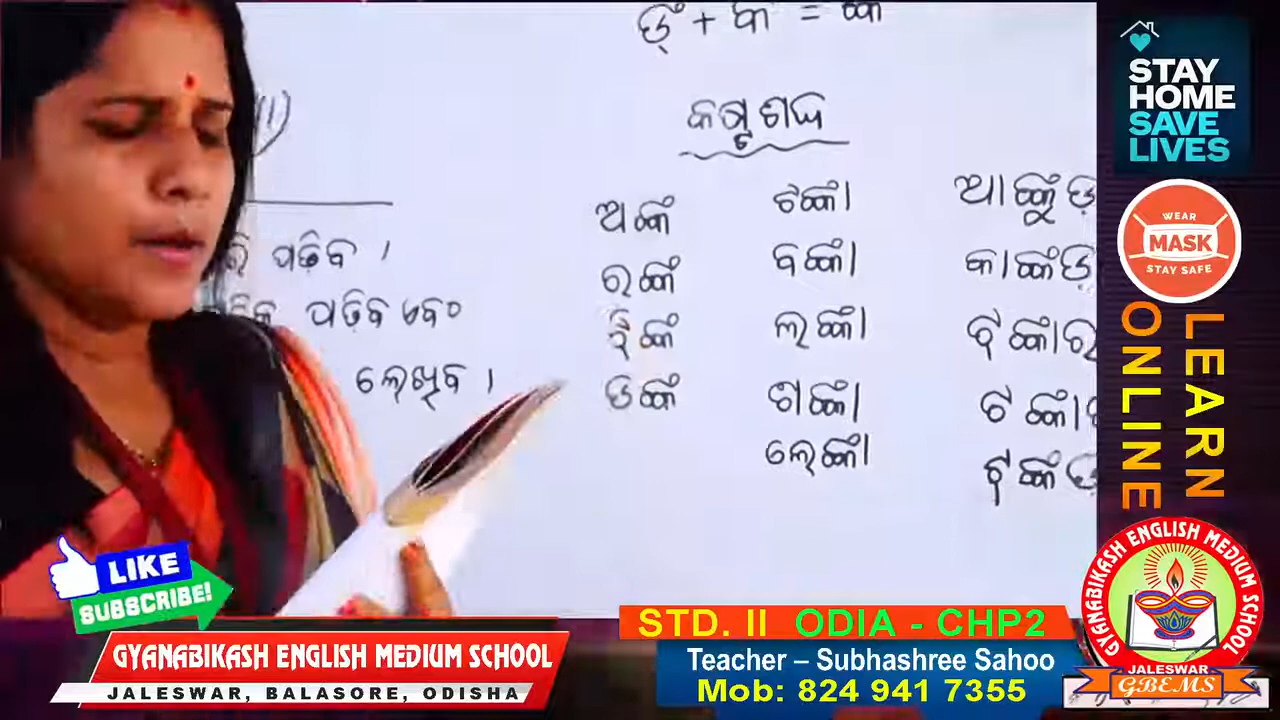 ଙ୍ + କ = ଙ୍କ
କଷ୍ଟ ଶବ୍ଦ
ଅଙ୍କ ଟଙ୍କା
ରଙ୍କ ବଙ୍କା
ଲଙ୍କା
ଡଙ୍କ ଶଙ୍କା
ଲେଙ୍କା
ପଢ଼ିବ ।
ପଢ଼ିବ ଏବଂ
ଲେଖିବ ।
STAY
HOME
SAVE
LIVES
WEAR
MASK
STAY SAFE
LEARN
ONLINE
LIKE
SUBSCRIBE!
GYANABIKASH ENGLISH MEDIUM SCHOOL
JALESWAR, BALASORE, ODISHA
STD. II ODIA - CHP2
Teacher – Subhashree Sahoo
Mob: 824 941 7355
GYANABIKASH ENGLISH MEDIUM SCHOOL
JALESWAR
GBEMS